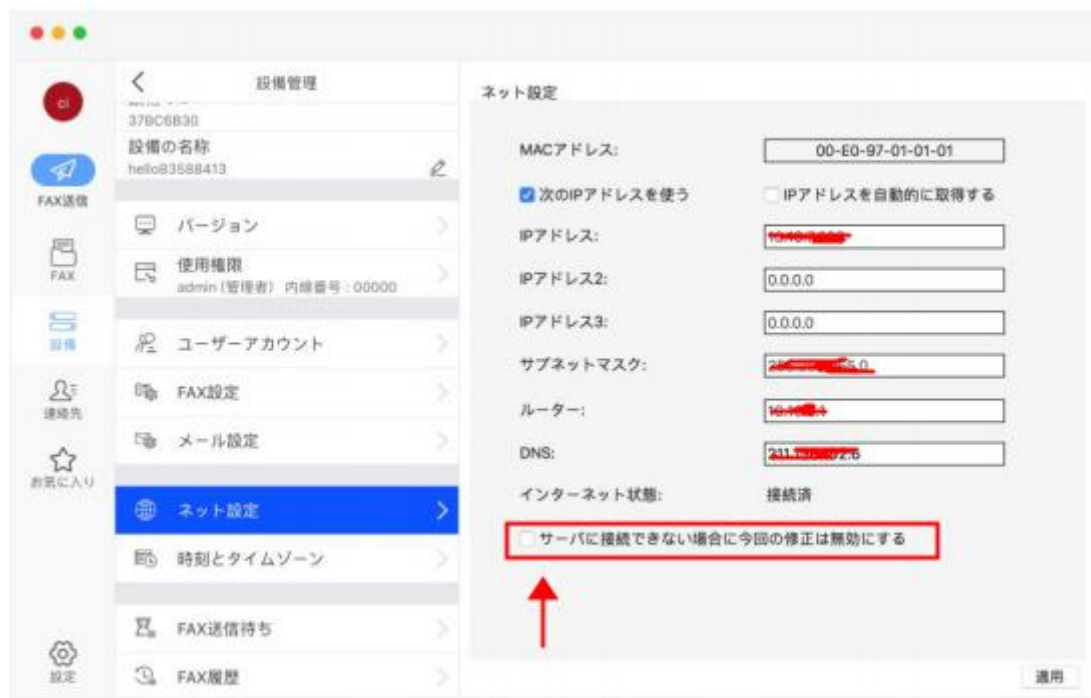 ci
FAX送信
FAX
設備
連絡先
お気に入り
設定
設備管理
37BC6B30
設備の名称
hello83588413
バージョン
使用権限
admin (管理者) 内線番号：00000
ユーザーアカウント
FAX設定
メール設定
ネット設定
時刻とタイムゾーン
FAX送信待ち
FAX履歴
ネット設定
MACアドレス: 00-E0-97-01-01-01
次のIPアドレスを使う IPアドレスを自動的に取得する
IPアドレス:
IPアドレス2: 0.0.0.0
IPアドレス3: 0.0.0.0
サブネットマスク:
ルーター:
DNS:
インターネット状態: 接続済
サーバに接続できない場合に今回の修正は無効にする
適用